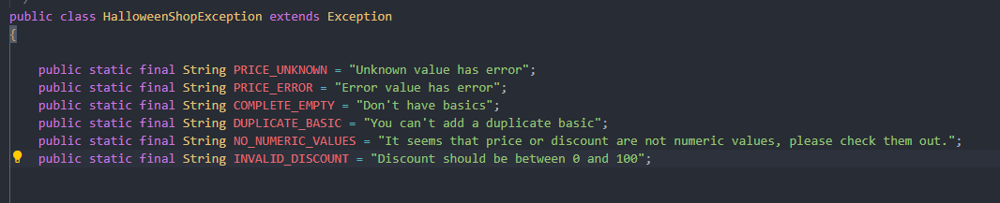 public class HalloweenShopException extends Exception
{
public static final String PRICE_UNKNOWN = "Unknown value has error";
public static final String PRICE_ERROR = "Error value has error";
public static final String COMPLETE_EMPTY = "Don't have basics";
public static final String DUPLICATE_BASIC = "You can't add a duplicate basic";
public static final String NO_NUMERIC_VALUES = "It seems that price or discount are not numeric values, please check them out.";
public static final String INVALID_DISCOUNT = "Discount should be between 0 and 100";